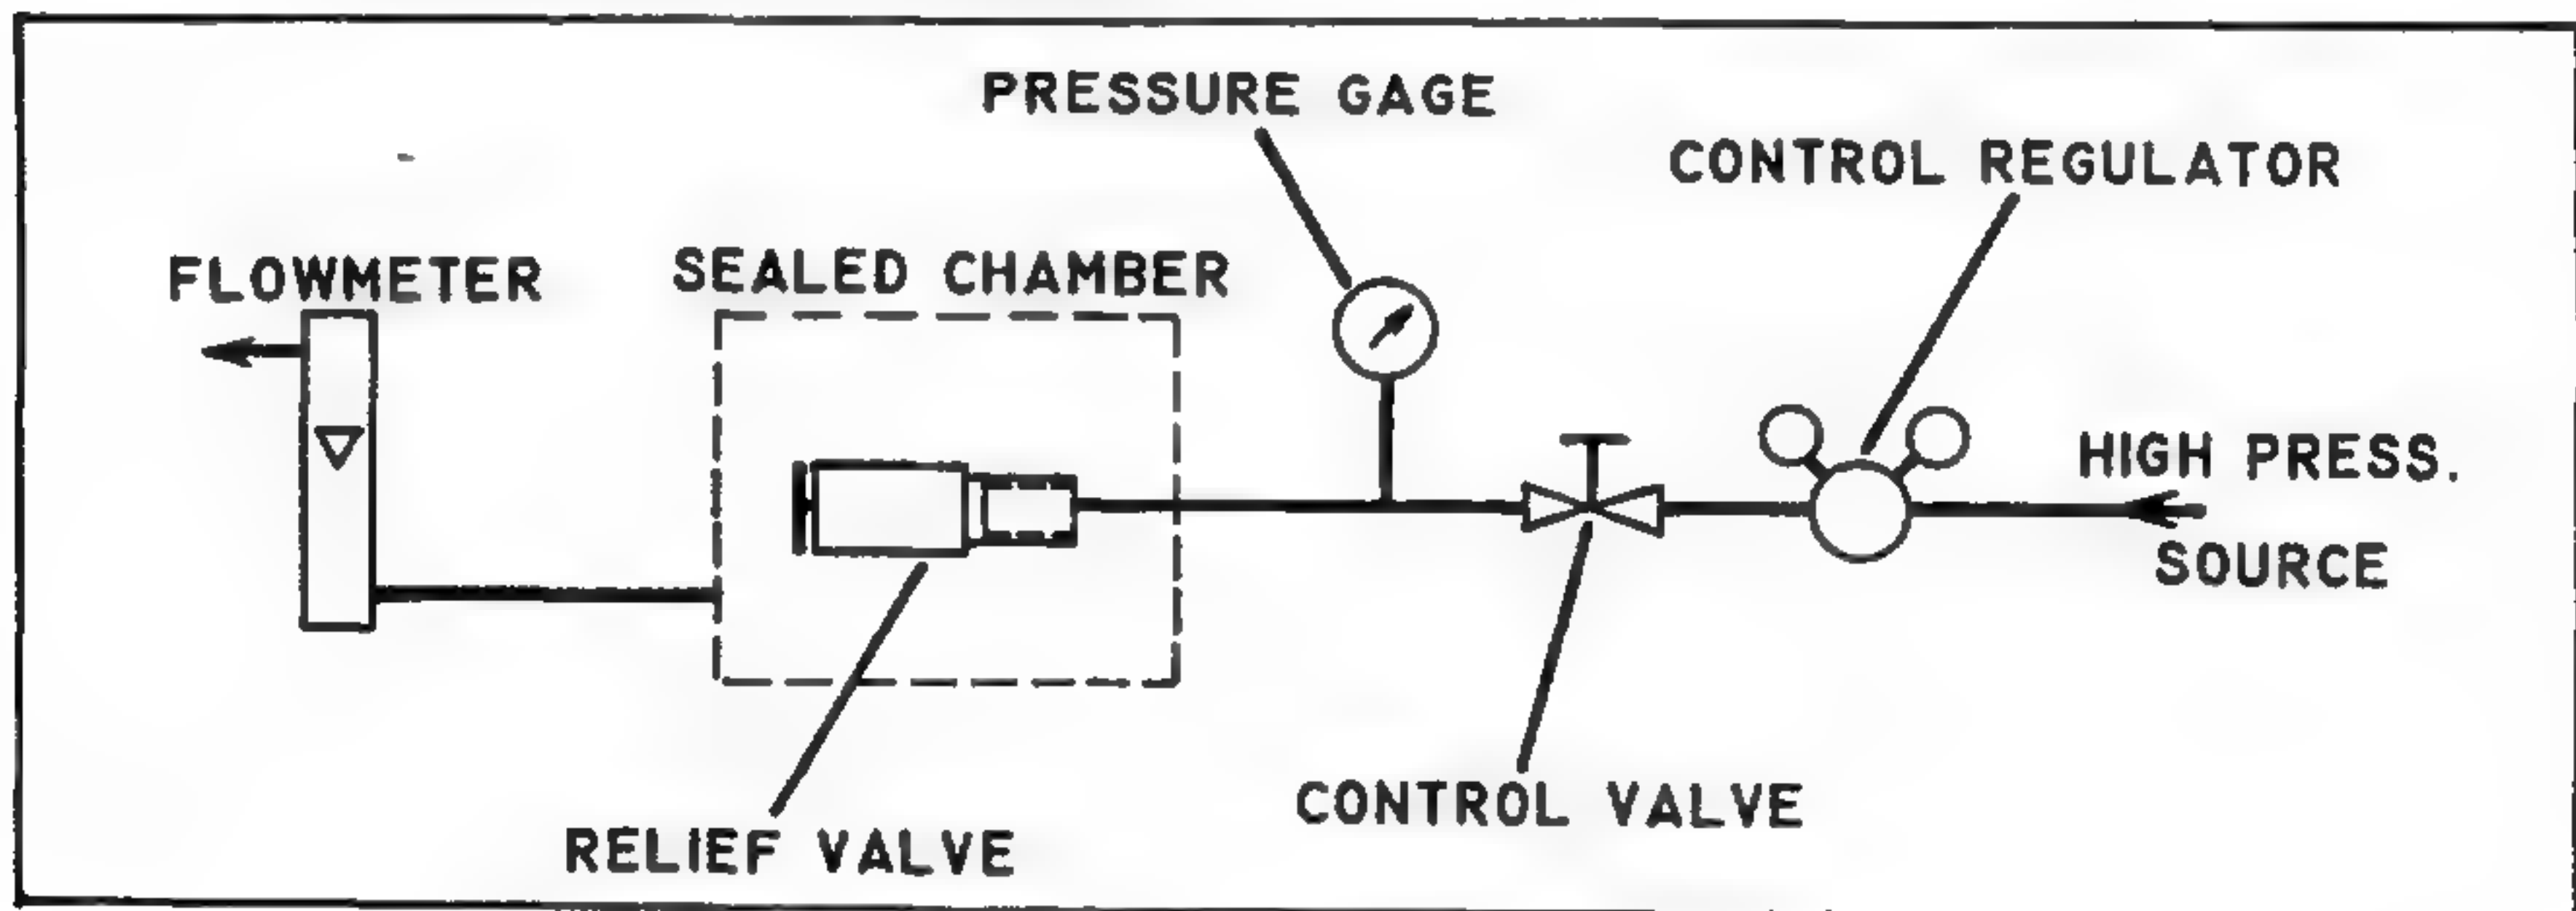 PRESSURE GAGE
CONTROL REGULATOR
FLOWMETER
SEALED CHAMBER
HIGH PRESS.
SOURCE
CONTROL VALVE
RELIEF VALVE